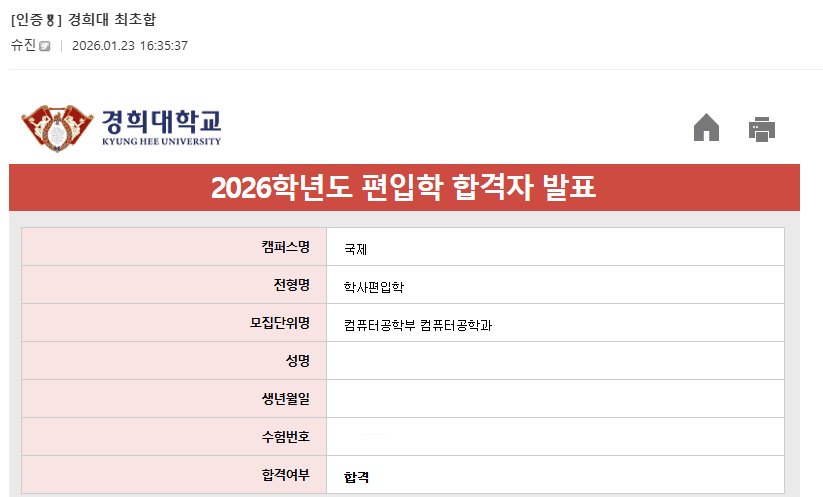 [인증🎖] 경희대 최초합
슈진 2026.01.23 16:35:37
경희대학교
KYUNG HEE UNIVERSITY
2026학년도 편입학 합격자 발표
캠퍼스명 국제
전형명 학사편입학
모집단위명 컴퓨터공학부 컴퓨터공학과
성명
생년월일
수험번호
합격여부 합격